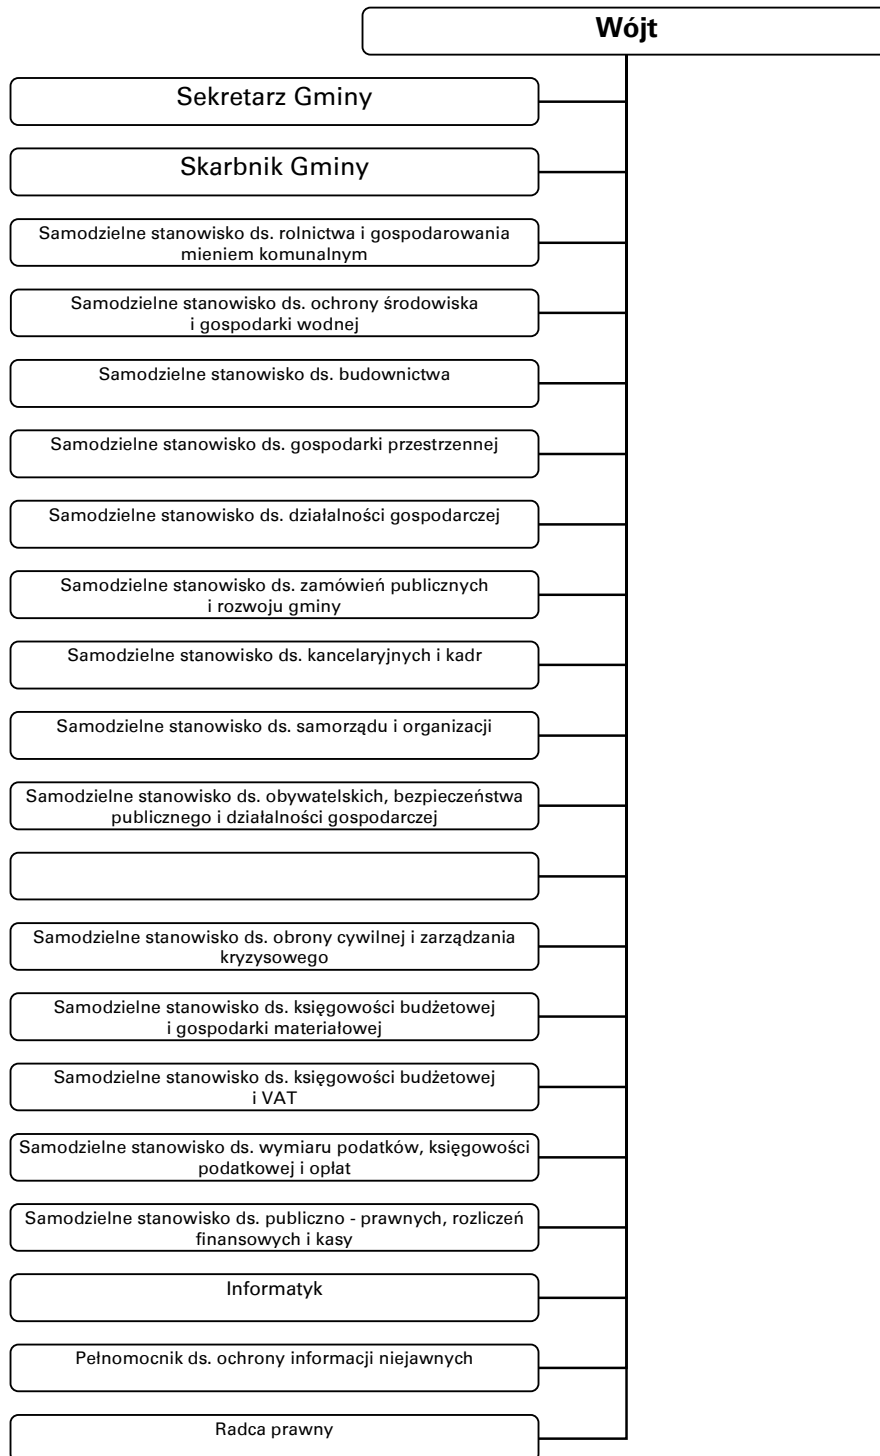 Wójt
Sekretarz Gminy
Skarbnik Gminy
Samodzielne stanowisko ds. rolnictwa i gospodarowania
mieniem komunalnym
Samodzielne stanowisko ds. ochrony środowiska
i gospodarki wodnej
Samodzielne stanowisko ds. budownictwa
Samodzielne stanowisko ds. gospodarki przestrzennej
Samodzielne stanowisko ds. działalności gospodarczej
Samodzielne stanowisko ds. zamówień publicznych
i rozwoju gminy
Samodzielne stanowisko ds. kancelaryjnych i kadr
Samodzielne stanowisko ds. samorządu i organizacji
Samodzielne stanowisko ds. obywatelskich, bezpieczeństwa
publicznego i działalności gospodarczej
Samodzielne stanowisko ds. obrony cywilnej i zarządzania
kryzysowego
Samodzielne stanowisko ds. księgowości budżetowej
i gospodarki materiałowej
Samodzielne stanowisko ds. księgowości budżetowej
i VAT
Samodzielne stanowisko ds. wymiaru podatków, księgowości
podatkowej i opłat
Samodzielne stanowisko ds. publiczno - prawnych, rozliczeń
finansowych i kasy
Informatyk
Pełnomocnik ds. ochrony informacji niejawnych
Radca prawny